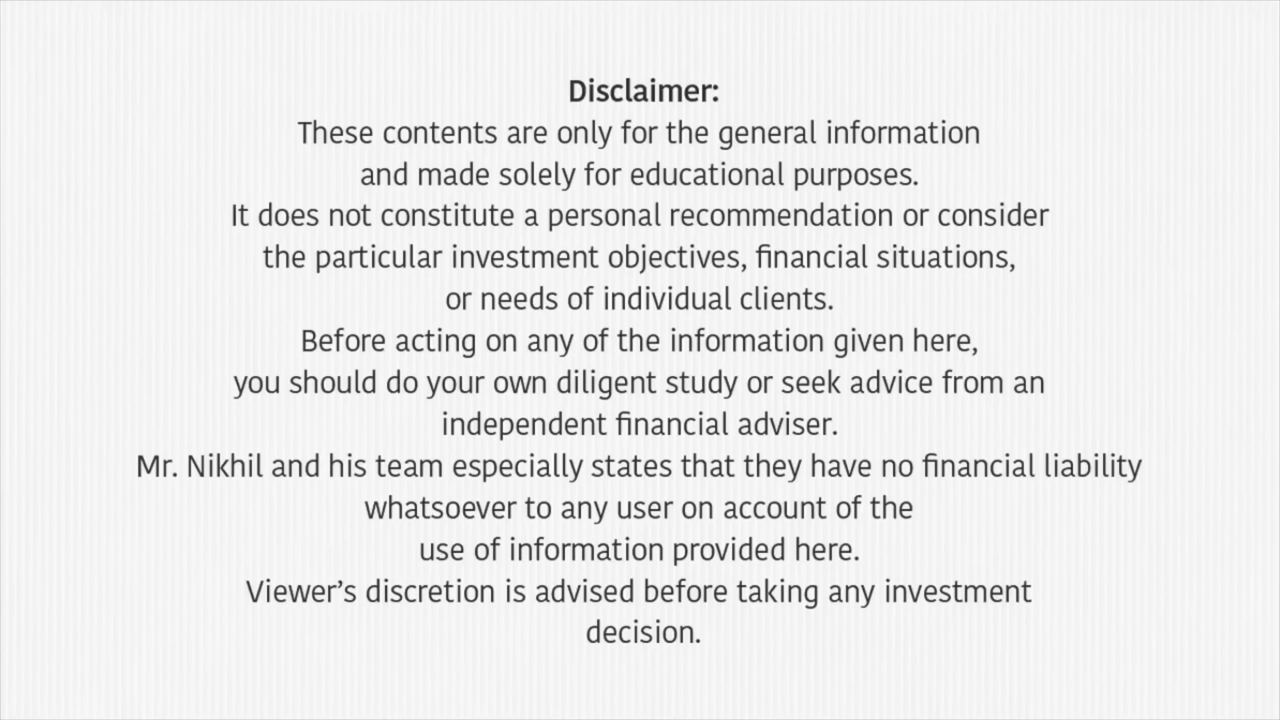 Disclaimer:
These contents are only for the general information
and made solely for educational purposes.
It does not constitute a personal recommendation or consider
the particular investment objectives, financial situations,
or needs of individual clients.
Before acting on any of the information given here,
you should do your own diligent study or seek advice from an
independent financial adviser.
Mr. Nikhil and his team especially states that they have no financial liability
whatsoever to any user on account of the
use of information provided here.
Viewer’s discretion is advised before taking any investment
decision.